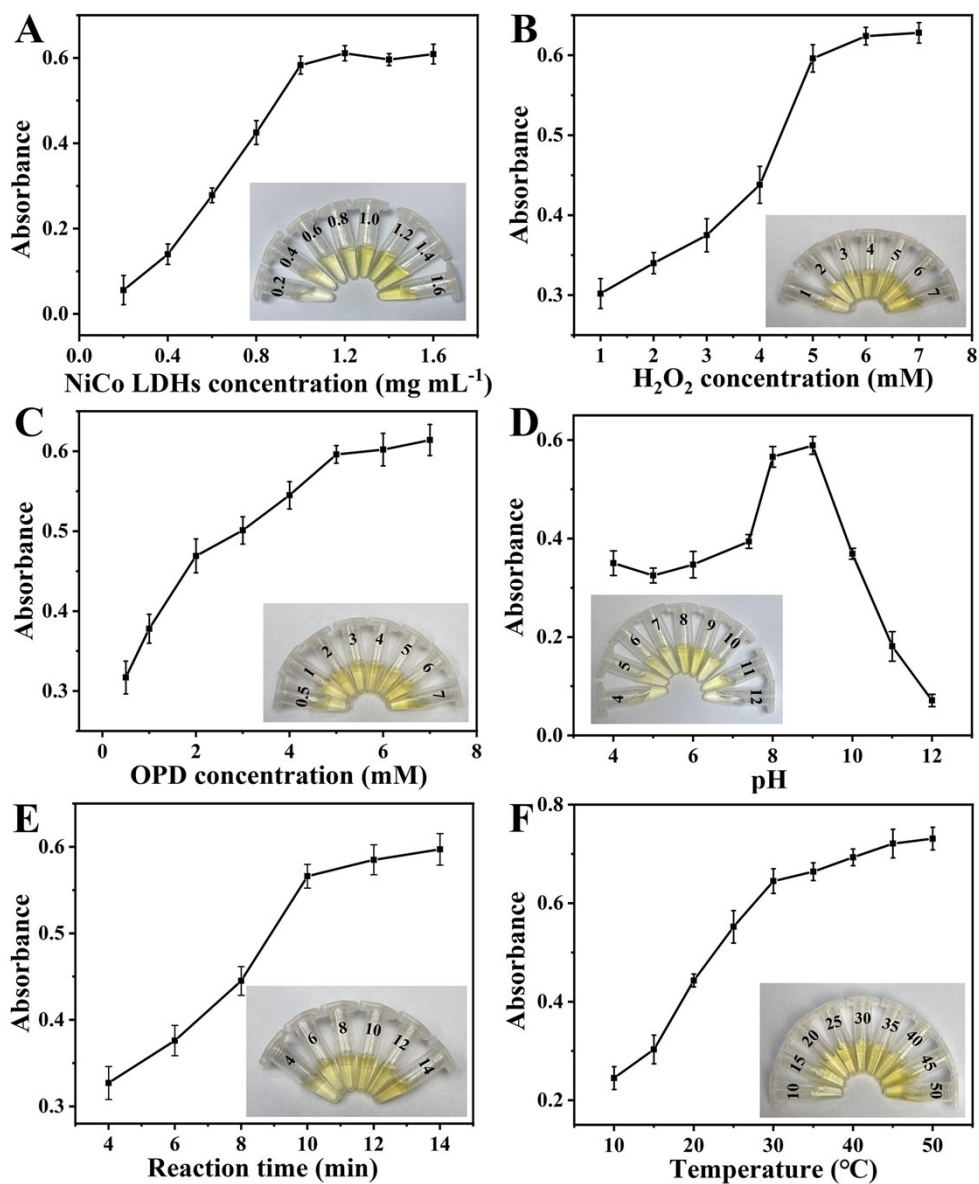 A
Absorbance
0.6
0.4
0.2
0.0
0.0 0.4 0.8 1.2 1.6
NiCo LDHs concentration (mg mL⁻¹)
0.2 0.4 0.6 0.8 1.0 1.2 1.4 1.6
B
Absorbance
0.6
0.5
0.4
0.3
1 2 3 4 5 6 7 8
H₂O₂ concentration (mM)
1 2 3 4 5 6 7
C
Absorbance
0.6
0.5
0.4
0.3
0 2 4 6 8
OPD concentration (mM)
0.5 1 2 3 4 5 6 7
D
Absorbance
0.6
0.4
0.2
0.0
4 6 8 10 12
pH
4 5 6 7 8 9 10 11 12
E
Absorbance
0.6
0.5
0.4
0.3
4 6 8 10 12 14
Reaction time (min)
4 6 8 10 12 14
F
Absorbance
0.8
0.6
0.4
0.2
10 20 30 40 50
Temperature (°C)
10 15 20 25 30 35 40 45 50